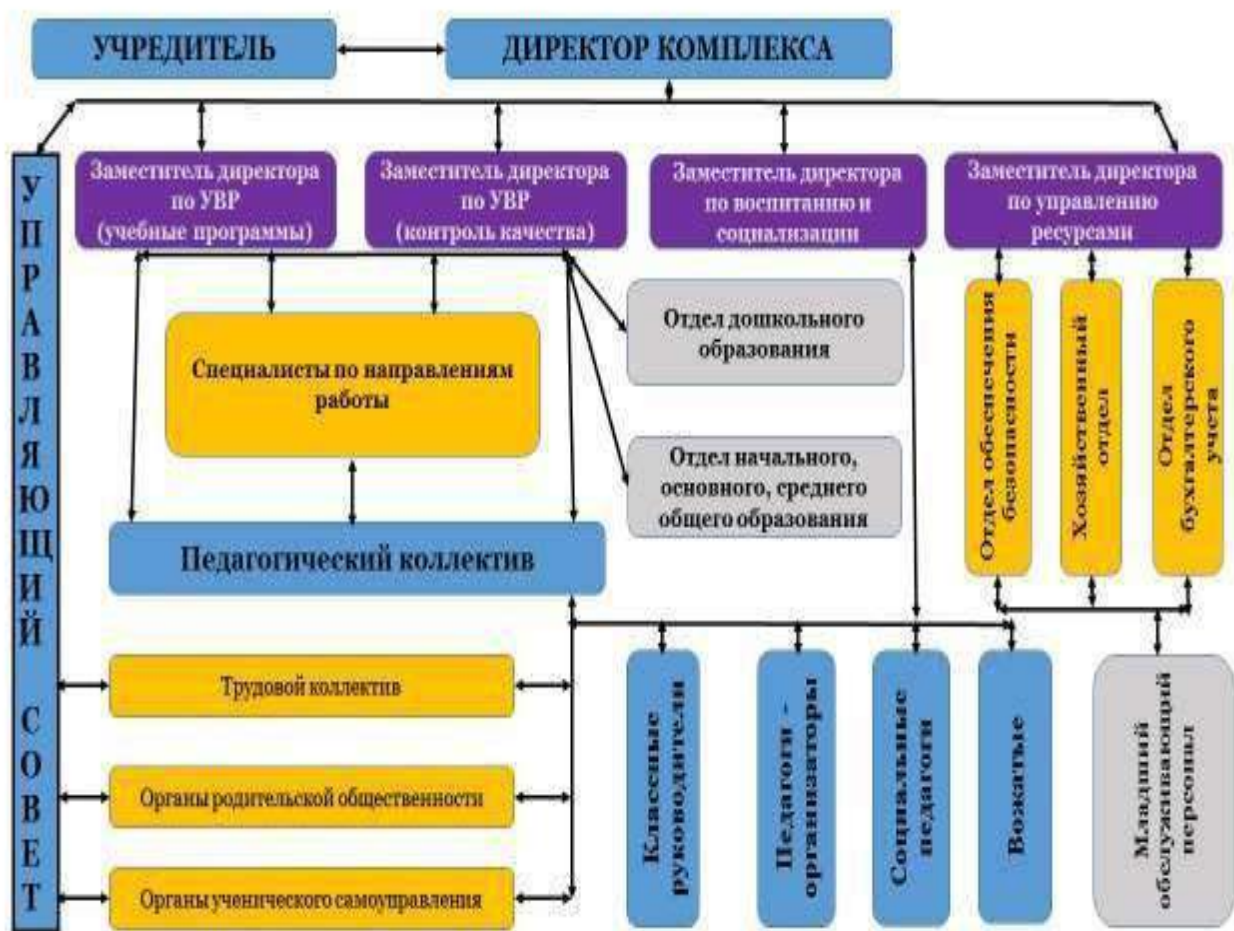 УЧРЕДИТЕЛЬ
ДИРЕКТОР КОМПЛЕКСА
УПРАВЛЯЮЩИЙ СОВЕТ
Заместитель директора
по УВР
(учебные программы)
Заместитель директора
по УВР
(контроль качества)
Заместитель директора
по воспитанию и
социализации
Заместитель директора
по управлению
ресурсами
Специалисты по направлениям
работы
Отдел дошкольного
образования
Отдел начального,
основного, среднего
общего образования
Отдел обеспечения
безопасности
Хозяйственный
отдел
Отдел
бухгалтерского
учета
Педагогический коллектив
Трудовой коллектив
Органы родительской общественности
Органы ученического самоуправления
Классные
руководители
Педагоги -
организаторы
Социальные
педагоги
Вожатые
Младший
обслуживающий
персонал